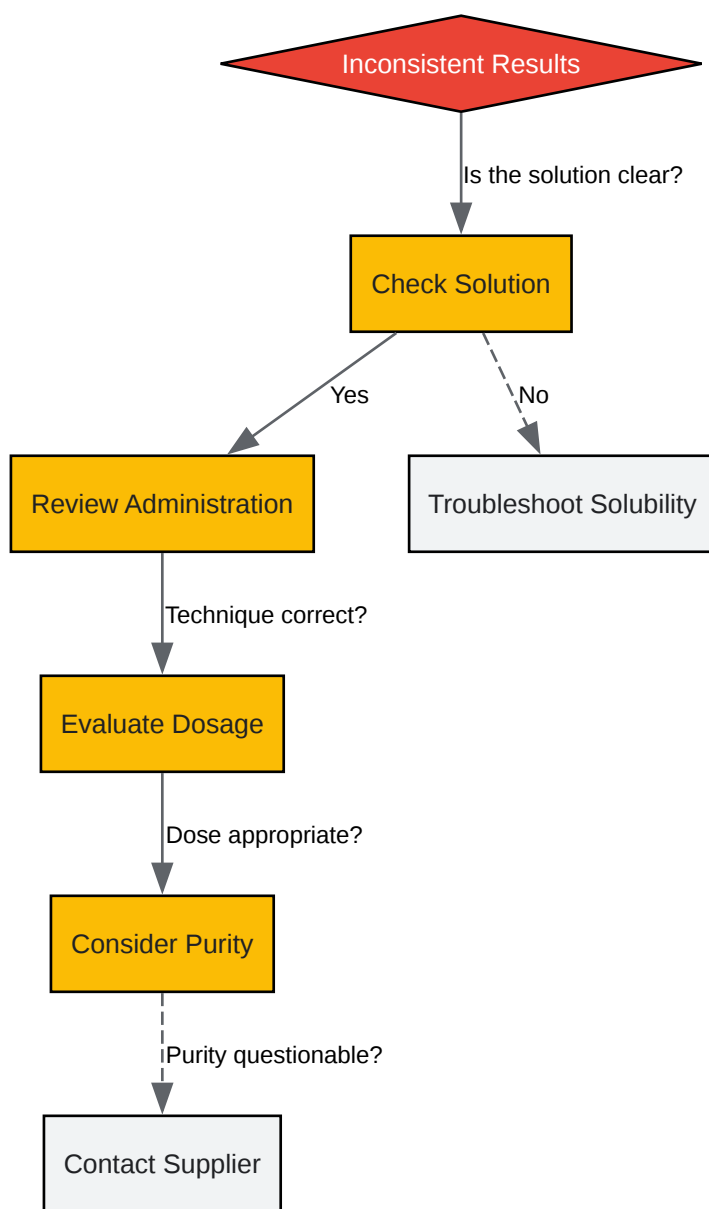 Inconsistent Results
Is the solution clear?
Check Solution
Yes
No
Review Administration
Troubleshoot Solubility
Technique correct?
Evaluate Dosage
Dose appropriate?
Consider Purity
Purity questionable?
Contact Supplier